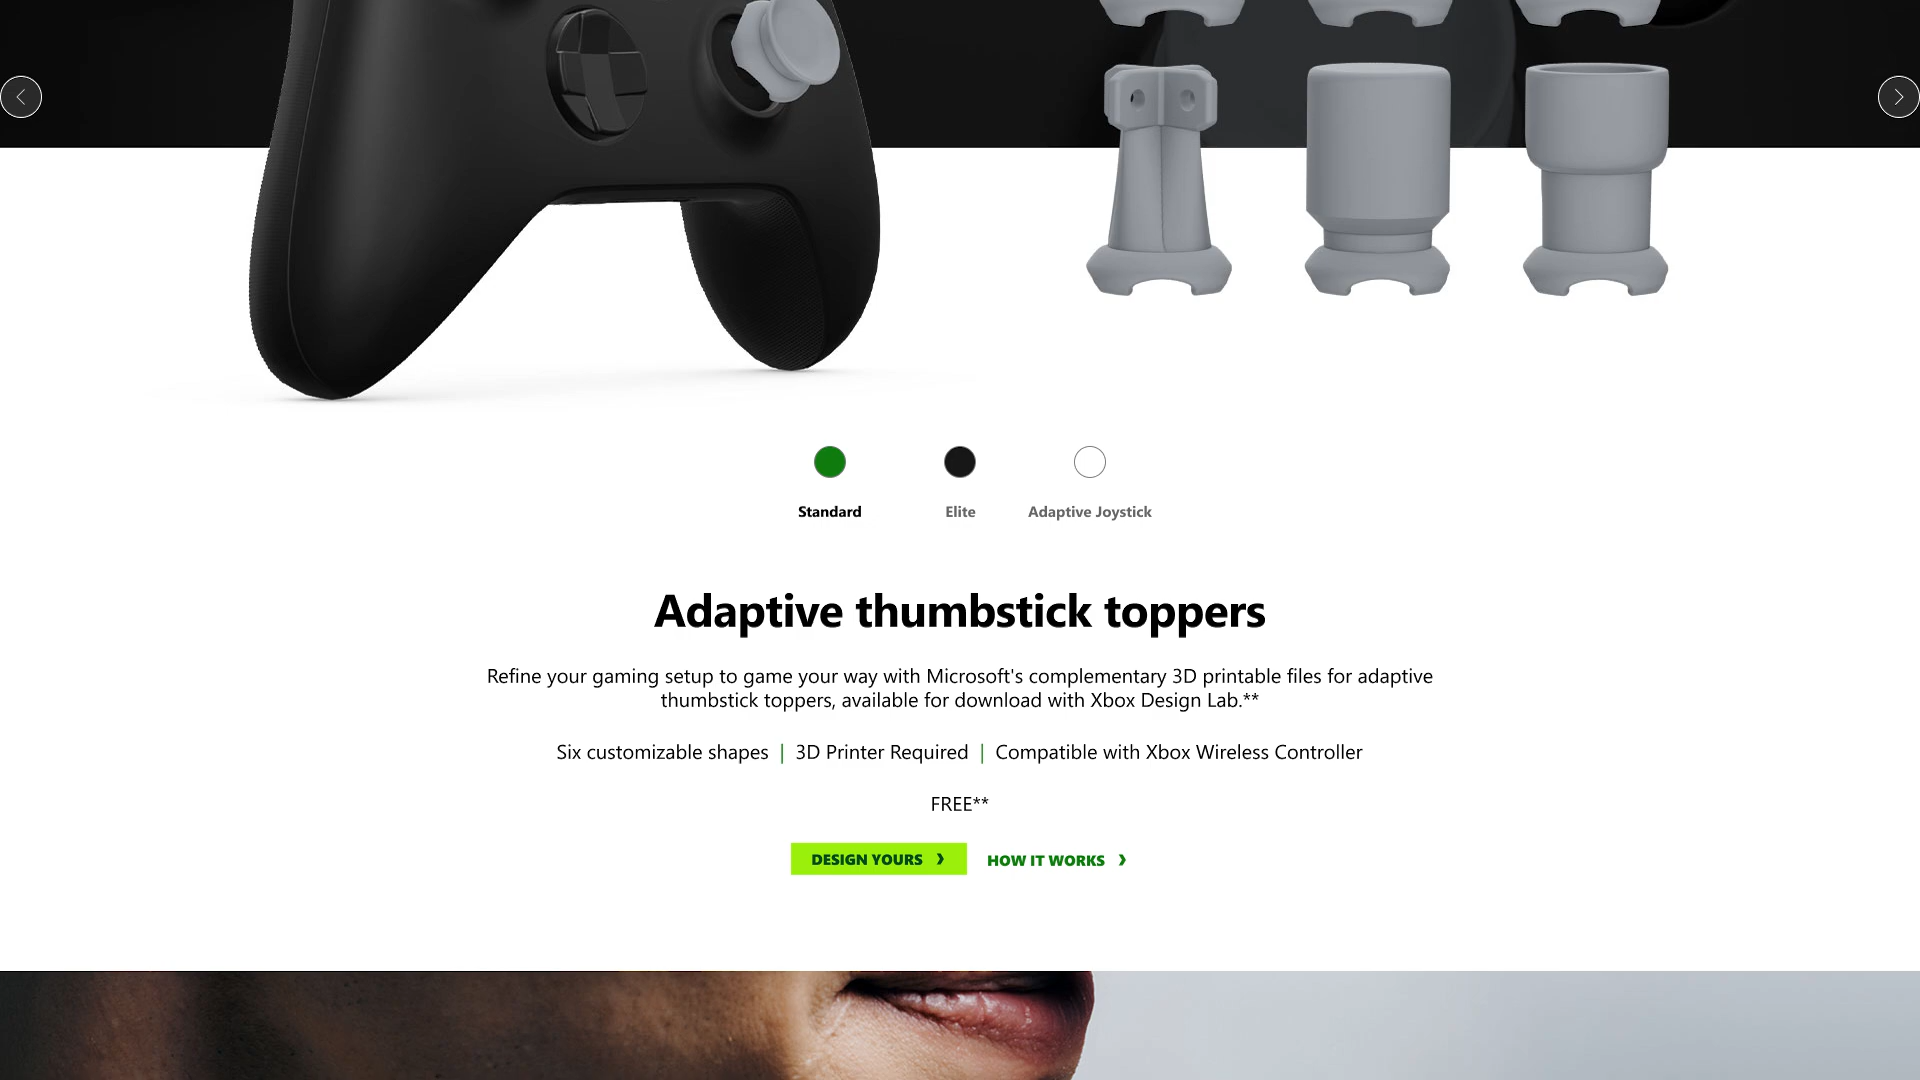 Standard
Elite
Adaptive Joystick
Adaptive thumbstick toppers
Refine your gaming setup to game your way with Microsoft's complementary 3D printable files for adaptive
thumbstick toppers, available for download with Xbox Design Lab.**
Six customizable shapes | 3D Printer Required | Compatible with Xbox Wireless Controller
FREE**
DESIGN YOURS
HOW IT WORKS